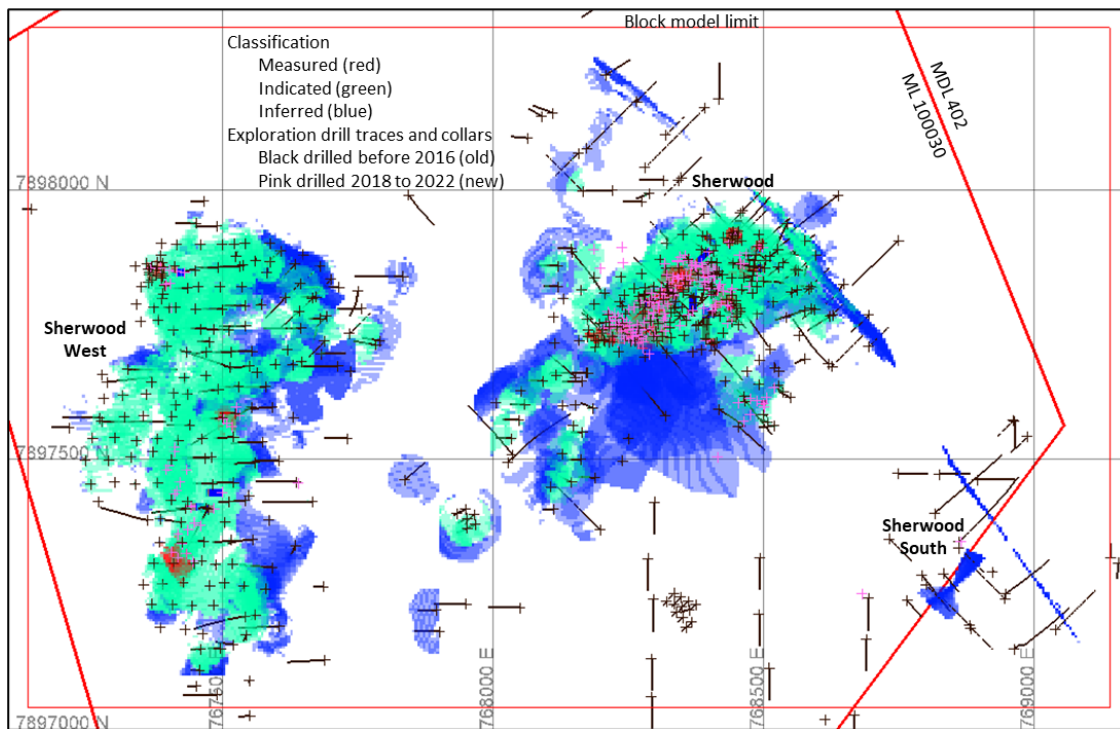 Block model limit
Classification
Measured (red)
Indicated (green)
Inferred (blue)
Exploration drill traces and collars
Black drilled before 2016 (old)
Pink drilled 2018 to 2022 (new)
MDL 402
ML 100030
7898000 N
Sherwood
Sherwood
West
7897500 N
Sherwood
South
7897000 N
768000 E
768500 E
769000 E